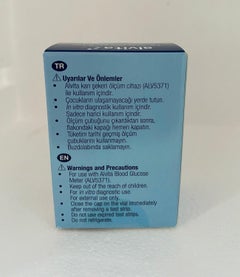 alvita
TR
Uyarılar Ve Önlemler
• Alvita kan şekeri ölçüm cihazı (ALV5371)
ile kullanım içindir.
• Çocukların ulaşamayacağı yerde tutun.
• In vitro diagnostik kullanım içindir.
Sadece harici kullanım içindir.
• Ölçüm çubuğunu çıkardıktan sonra,
flakondaki kapağı hemen kapatın.
• Tüketim tarihi geçmiş ölçüm
çubuklarını kullanmayın.
• Buzdolabında saklamayın.
EN
Warnings and Precautions
• For use with Alvita Blood Glucose
Meter (ALV5371)
• Keep out of the reach of children.
• For in vitro diagnostic use.
For external use only.
• Close the cap on the vial immediately
after removing a test strip.
• Do not use expired test strips.
• Do not refrigerate.